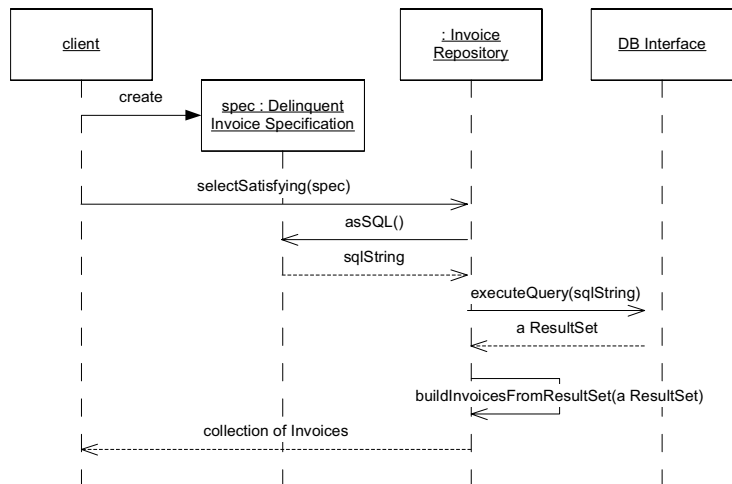 client
: Invoice
Repository
DB Interface
create
spec : Delinquent
Invoice Specification
selectSatisfying(spec)
asSQL()
sqlString
executeQuery(sqlString)
a ResultSet
buildInvoicesFromResultSet(a ResultSet)
collection of Invoices